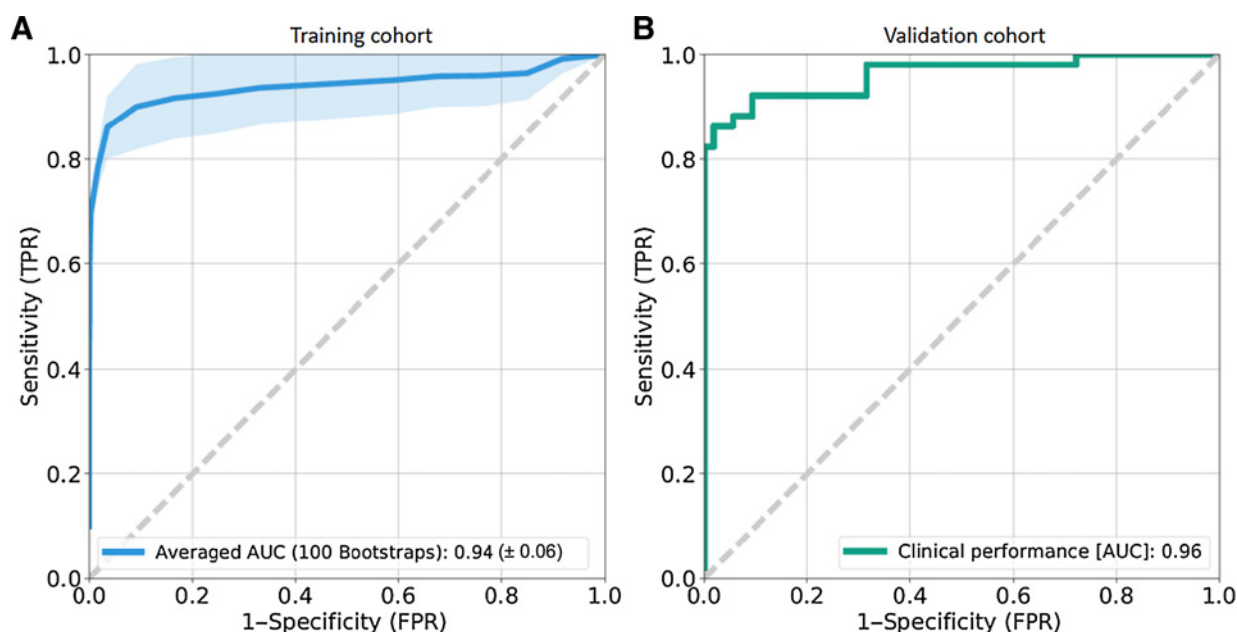 A
Training cohort
1.0
0.8
0.6
0.4
0.2
0.0
Sensitivity (TPR)
Averaged AUC (100 Bootstraps): 0.94 (± 0.06)
0.0 0.2 0.4 0.6 0.8 1.0
1–Specificity (FPR)
B
Validation cohort
1.0
0.8
0.6
0.4
0.2
0.0
Sensitivity (TPR)
Clinical performance [AUC]: 0.96
0.0 0.2 0.4 0.6 0.8 1.0
1–Specificity (FPR)